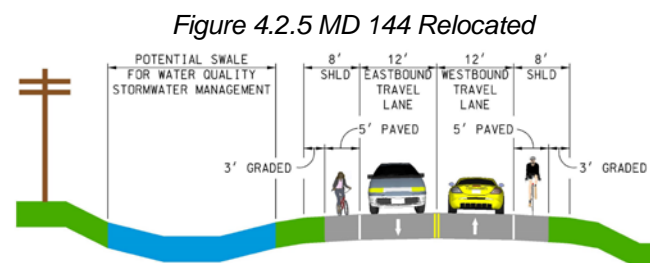 Figure 4.2.5 MD 144 Relocated
POTENTIAL SWALE
FOR WATER QUALITY
STORMWATER MANAGEMENT
8'
SHLD
12'
EASTBOUND
TRAVEL
LANE
12'
WESTBOUND
TRAVEL
LANE
8'
SHLD
5' PAVED
5' PAVED
3' GRADED
3' GRADED